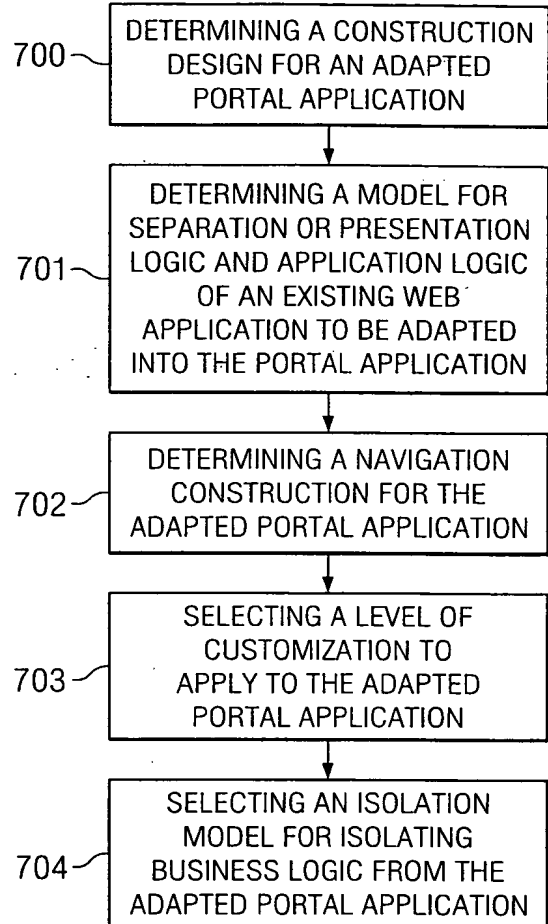 700
DETERMINING A CONSTRUCTION
DESIGN FOR AN ADAPTED
PORTAL APPLICATION
701
DETERMINING A MODEL FOR
SEPARATION OR PRESENTATION
LOGIC AND APPLICATION LOGIC
OF AN EXISTING WEB
APPLICATION TO BE ADAPTED
INTO THE PORTAL APPLICATION
702
DETERMINING A NAVIGATION
CONSTRUCTION FOR THE
ADAPTED PORTAL APPLICATION
703
SELECTING A LEVEL OF
CUSTOMIZATION TO
APPLY TO THE ADAPTED
PORTAL APPLICATION
704
SELECTING AN ISOLATION
MODEL FOR ISOLATING
BUSINESS LOGIC FROM THE
ADAPTED PORTAL APPLICATION